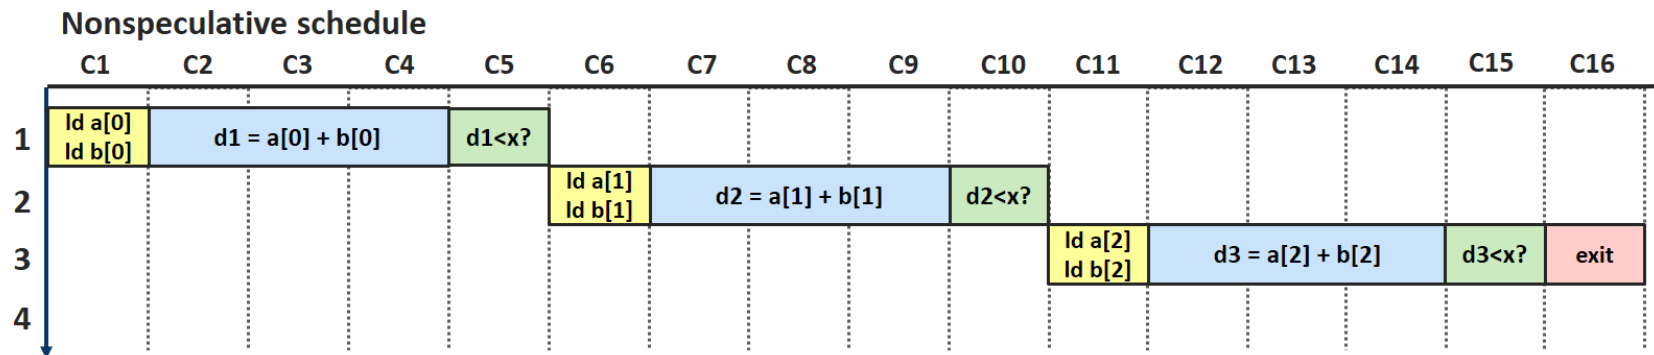 Nonspeculative schedule
C1 C2 C3 C4 C5 C6 C7 C8 C9 C10 C11 C12 C13 C14 C15 C16
1
ld a[0]
ld b[0]
d1 = a[0] + b[0]
d1<x?
2
ld a[1]
ld b[1]
d2 = a[1] + b[1]
d2<x?
3
ld a[2]
ld b[2]
d3 = a[2] + b[2]
d3<x?
exit
4